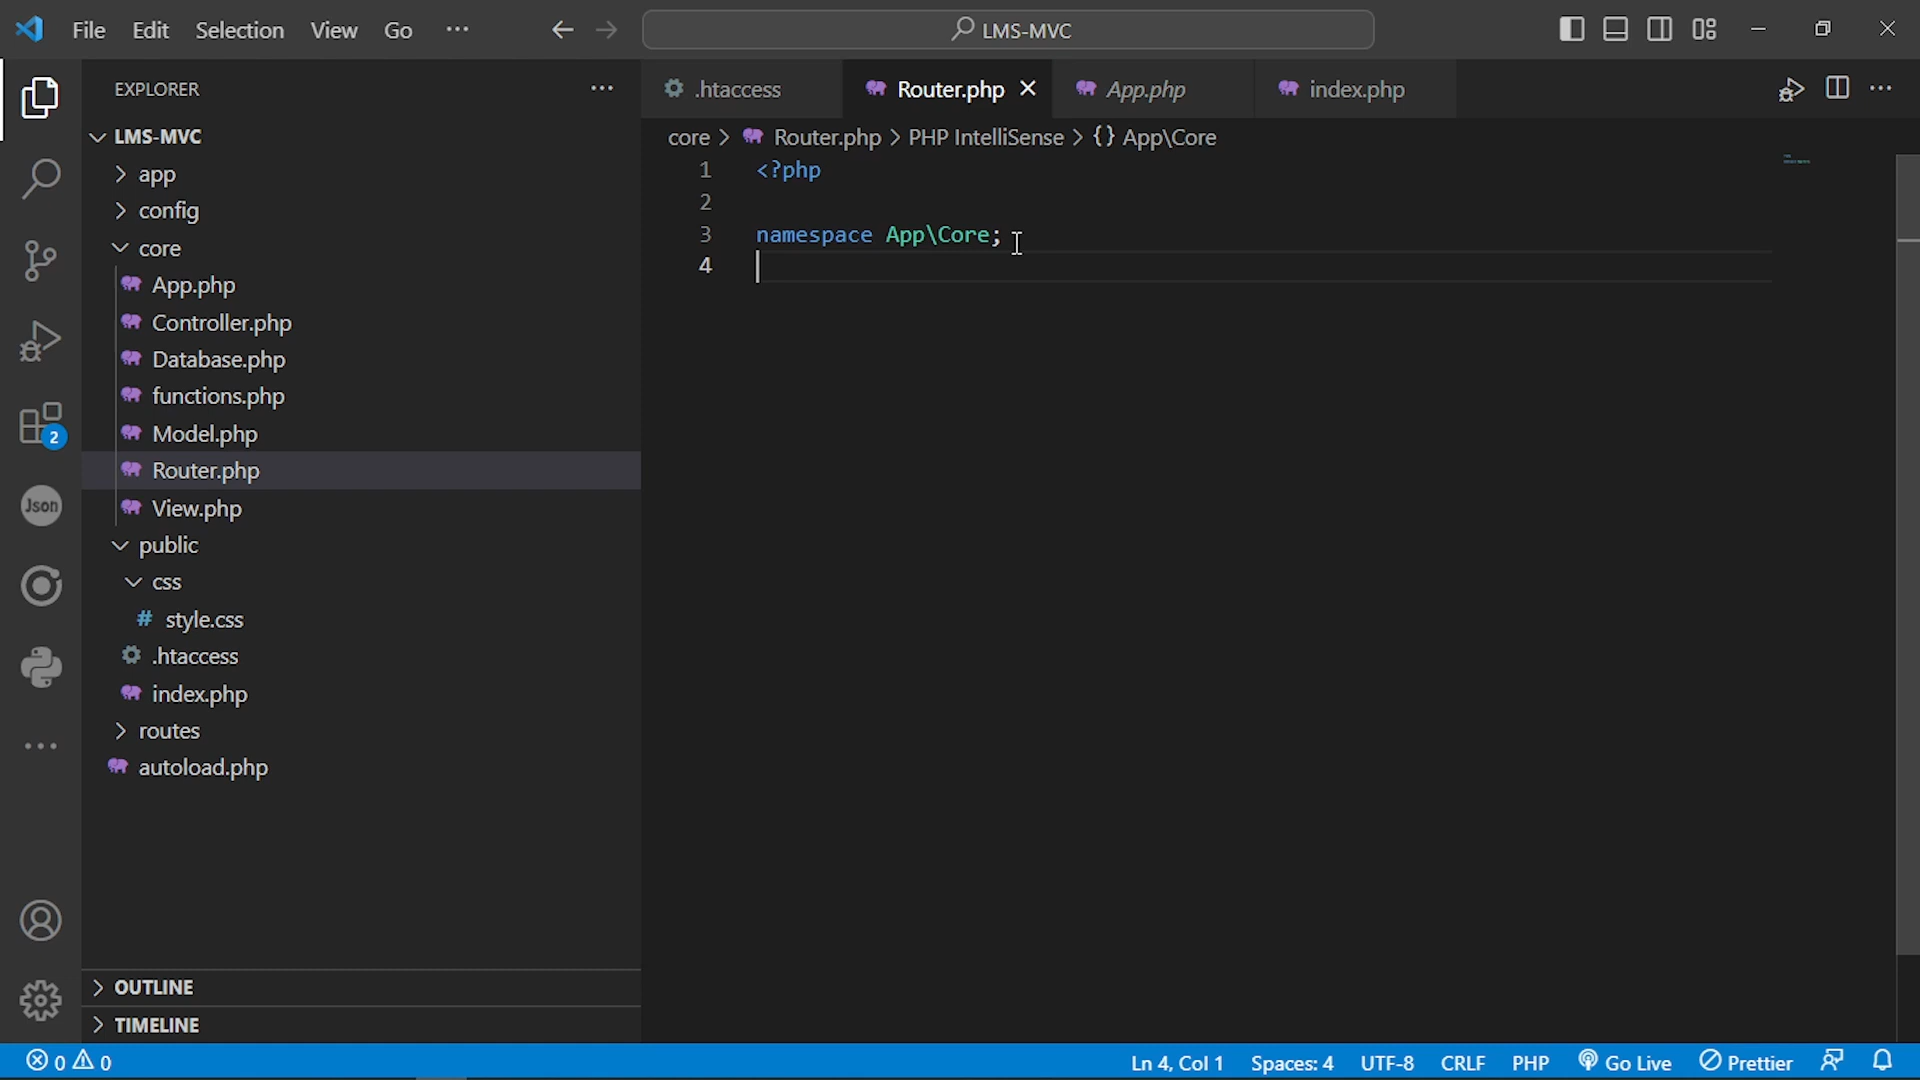 File Edit Selection View Go ··· LMS-MVC
EXPLORER ···
LMS-MVC
app
config
core
App.php
Controller.php
Database.php
functions.php
Model.php
Router.php
View.php
public
css
# style.css
.htaccess
index.php
routes
autoload.php
OUTLINE
TIMELINE
2
Json
.htaccess Router.php App.php index.php
core > Router.php > PHP IntelliSense > {} App\Core
1 <?php
2
3 namespace App\Core;
4
0 0 Ln 4, Col 1 Spaces: 4 UTF-8 CRLF PHP Go Live Prettier